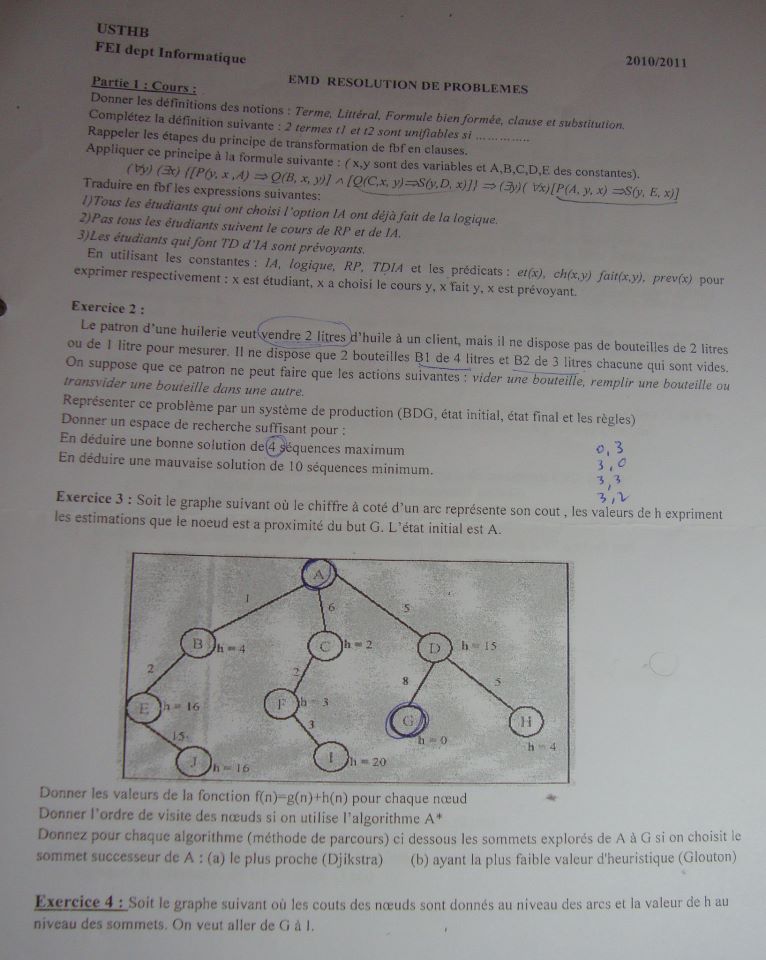 USTHB
FEI dept Informatique
2010/2011
EMD RESOLUTION DE PROBLEMES
Partie 1 : Cours :
Donner les définitions des notions : Terme, Littéral, Formule bien formée, clause et substitution.
Complétez la définition suivante : 2 termes t1 et t2 sont unifiables si .............
Rappeler les étapes du principe de transformation de fbf en clauses.
Appliquer ce principe à la formule suivante : ( x,y sont des variables et A,B,C,D,E des constantes).
(∀y) (∃x) {[P(y, x ,A) ⇒ Q(B, x, y)] ∧ [Q(C,x, y)⇒S(y,D, x)]} ⇒ (∃y)( ∀x)[P(A, y, x) ⇒S(y, E, x)]
Traduire en fbf les expressions suivantes:
1)Tous les étudiants qui ont choisi l'option IA ont déjà fait de la logique.
2)Pas tous les étudiants suivent le cours de RP et de IA.
3)Les étudiants qui font TD d'IA sont prévoyants.
En utilisant les constantes : IA, logique, RP, TDIA et les prédicats : et(x), ch(x,y) fait(x,y), prev(x) pour
exprimer respectivement : x est étudiant, x a choisi le cours y, x fait y, x est prévoyant.
Exercice 2 :
Le patron d'une huilerie veut vendre 2 litres d'huile à un client, mais il ne dispose pas de bouteilles de 2 litres
ou de 1 litre pour mesurer. Il ne dispose que 2 bouteilles B1 de 4 litres et B2 de 3 litres chacune qui sont vides.
On suppose que ce patron ne peut faire que les actions suivantes : vider une bouteille, remplir une bouteille ou
transvider une bouteille dans une autre.
Représenter ce problème par un système de production (BDG, état initial, état final et les règles)
Donner un espace de recherche suffisant pour :
En déduire une bonne solution de 4 séquences maximum
En déduire une mauvaise solution de 10 séquences minimum.
0,3
3,0
3,3
3,2
Exercice 3 : Soit le graphe suivant où le chiffre à coté d'un arc représente son cout , les valeurs de h expriment
les estimations que le noeud est a proximité du but G. L'état initial est A.
A
1 6 5
B h = 4 C h = 2 D h = 15
2 2 8 5
E h = 16 F h = 3 G h = 0 H h = 4
15 3
J h = 16 I h = 20
Donner les valeurs de la fonction f(n)=g(n)+h(n) pour chaque nœud
Donner l'ordre de visite des nœuds si on utilise l'algorithme A*
Donnez pour chaque algorithme (méthode de parcours) ci dessous les sommets explorés de A à G si on choisit le
sommet successeur de A : (a) le plus proche (Djikstra) (b) ayant la plus faible valeur d'heuristique (Glouton)
Exercice 4 : Soit le graphe suivant où les couts des nœuds sont donnés au niveau des arcs et la valeur de h au
niveau des sommets. On veut aller de G à I.